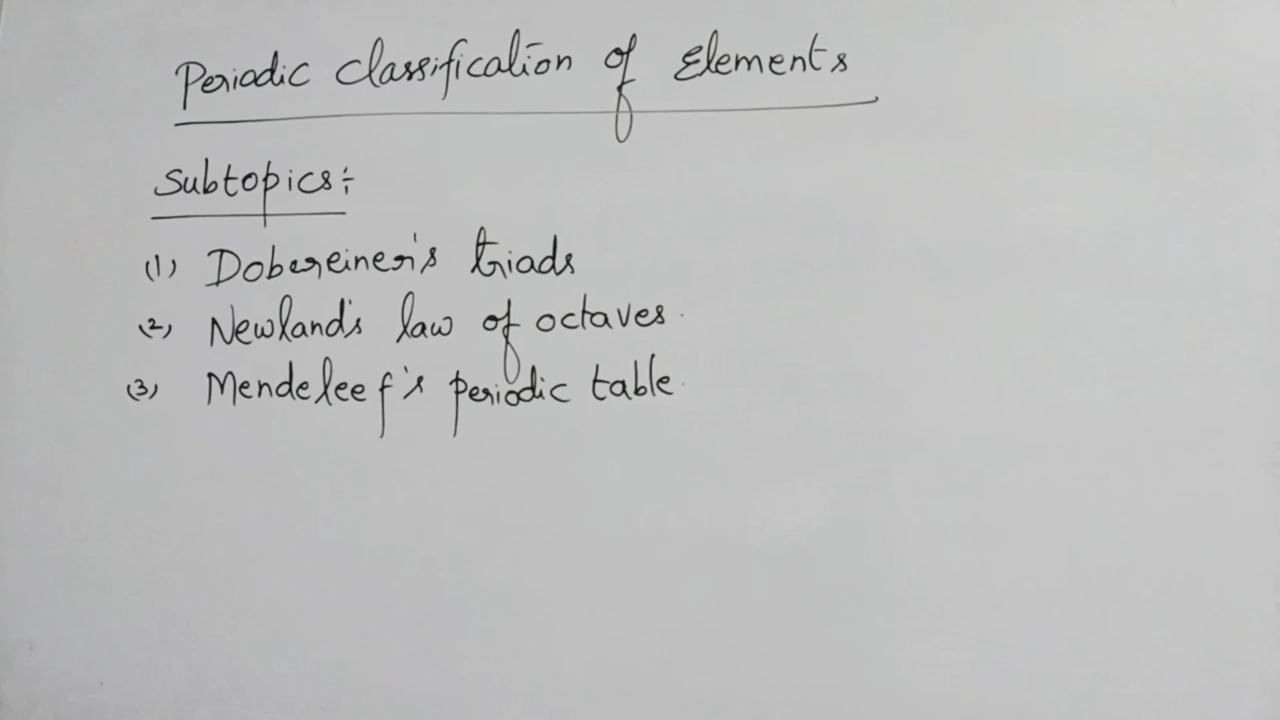 Periodic classification of Elements
Subtopics:
(1) Dobereiner's triads
(2) Newland's law of octaves.
(3) Mendeleef's periodic table.